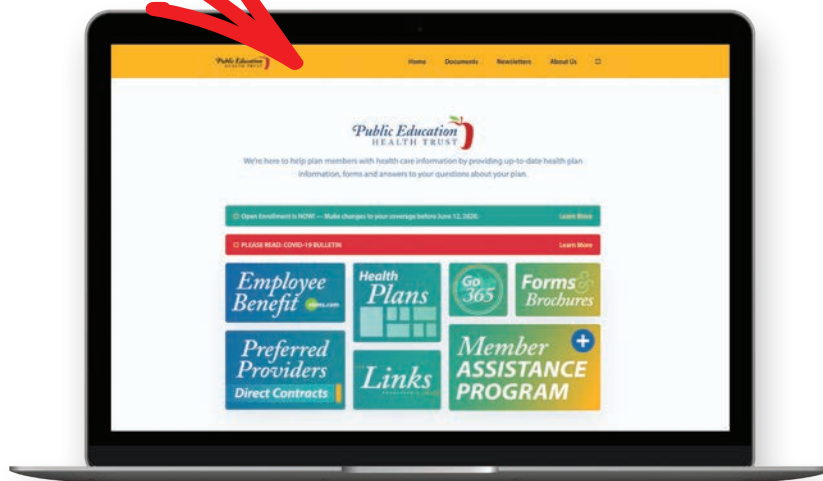 Public Education
HEALTH TRUST
Home Documents Newsletters About Us
Public Education
HEALTH TRUST
We're here to help plan members with health care information by providing up-to-date health plan
information, forms and answers to your questions about your plan.
Open Enrollment is NOW! — Make changes to your coverage before June 12, 2020. Learn More
PLEASE READ: COVID-19 BULLETIN Learn More
Employee
Benefit
Health
Plans
Go
365
Forms
Brochures
Preferred
Providers
Direct Contracts
Links
Member
ASSISTANCE
PROGRAM